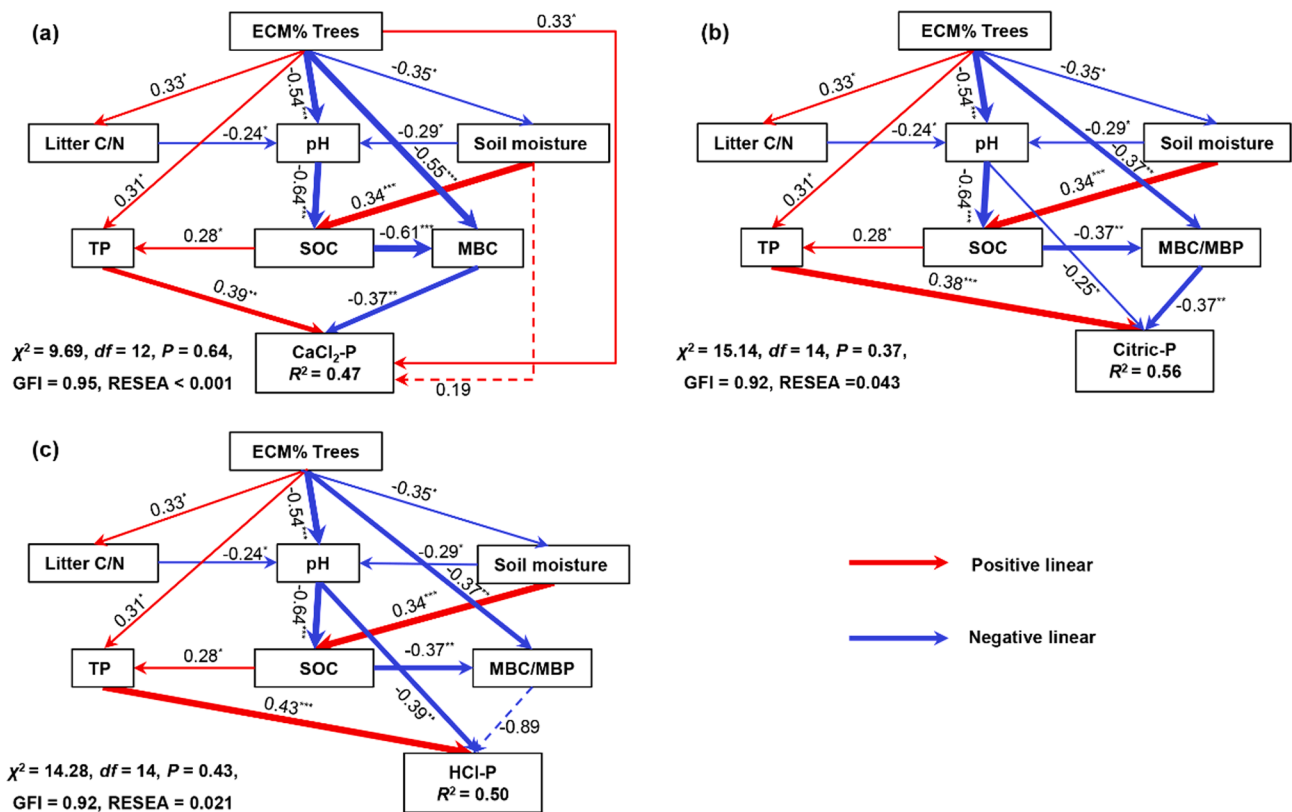 (a)
ECM% Trees
0.33*
0.33*
-0.54***
-0.35*
Litter C/N
-0.24*
pH
-0.29*
Soil moisture
0.31*
-0.64***
-0.55***
0.34***
TP
0.28*
SOC
-0.61***
MBC
0.39**
-0.37**
0.19
CaCl₂-P
R² = 0.47
χ² = 9.69, df = 12, P = 0.64,
GFI = 0.95, RESEA < 0.001
(b)
ECM% Trees
0.33*
-0.54***
-0.35*
Litter C/N
-0.24*
pH
-0.29*
Soil moisture
0.31*
-0.64***
-0.37**
0.34***
TP
0.28*
SOC
-0.37**
MBC/MBP
0.38***
-0.25*
-0.37**
Citric-P
R² = 0.56
χ² = 15.14, df = 14, P = 0.37,
GFI = 0.92, RESEA =0.043
(c)
ECM% Trees
0.33*
-0.54***
-0.35*
Litter C/N
-0.24*
pH
-0.29*
Soil moisture
0.31*
-0.64***
-0.37**
0.34***
TP
0.28*
SOC
-0.37**
MBC/MBP
0.43***
-0.39**
-0.89
HCl-P
R² = 0.50
χ² = 14.28, df = 14, P = 0.43,
GFI = 0.92, RESEA = 0.021
Positive linear
Negative linear